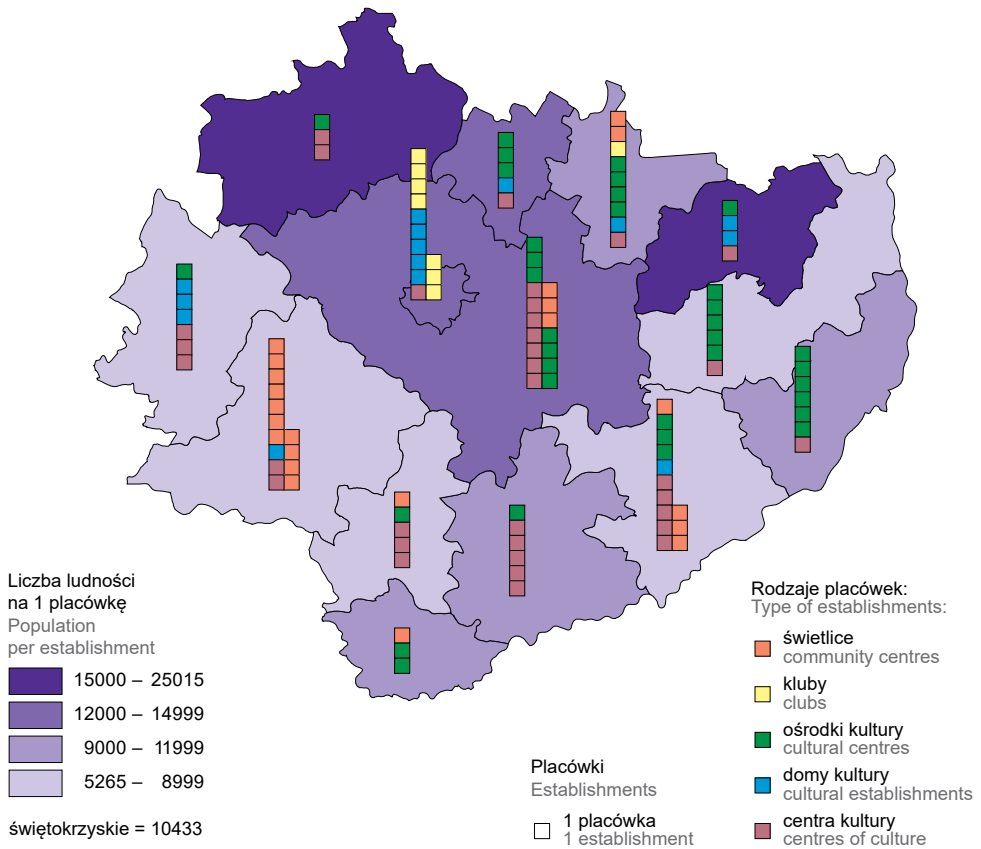 Liczba ludności
na 1 placówkę
Population
per establishment
15000 – 25015
12000 – 14999
9000 – 11999
5265 – 8999
świętokrzyskie = 10433
Placówki
Establishments
1 placówka
1 establishment
Rodzaje placówek:
Type of establishments:
świetlice
community centres
kluby
clubs
ośrodki kultury
cultural centres
domy kultury
cultural establishments
centra kultury
centres of culture